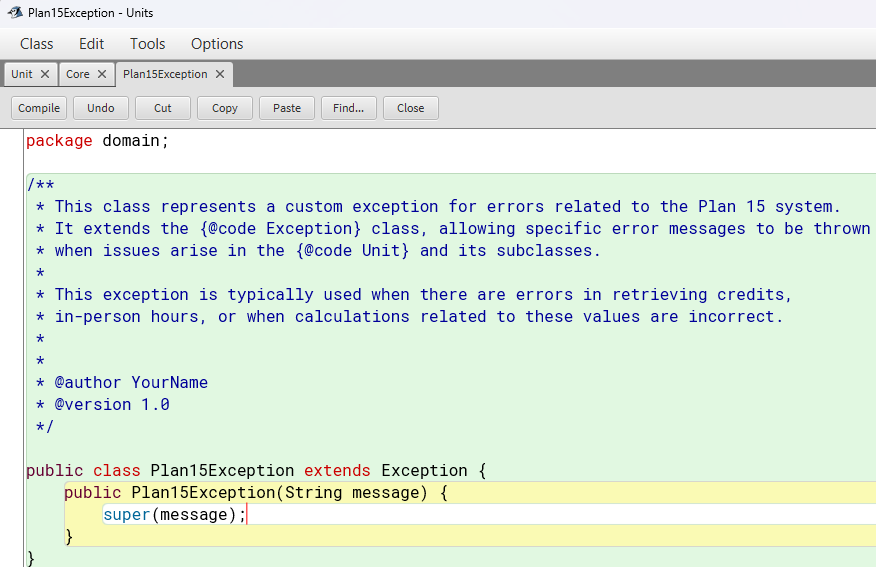 Plan15Exception - Units
Class Edit Tools Options
Unit ✕ Core ✕ Plan15Exception ✕
Compile Undo Cut Copy Paste Find... Close
package domain;
/**
 * This class represents a custom exception for errors related to the Plan 15 system.
 * It extends the {@code Exception} class, allowing specific error messages to be thrown
 * when issues arise in the {@code Unit} and its subclasses.
 *
 * This exception is typically used when there are errors in retrieving credits,
 * in-person hours, or when calculations related to these values are incorrect.
 *
 *
 * @author YourName
 * @version 1.0
 */
public class Plan15Exception extends Exception {
    public Plan15Exception(String message) {
        super(message);
    }
}